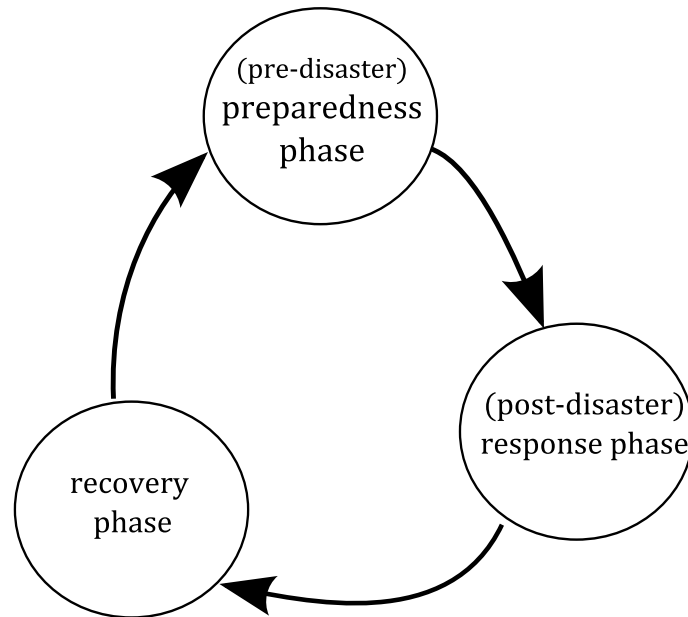 (pre-disaster)
preparedness
phase
(post-disaster)
response phase
recovery
phase